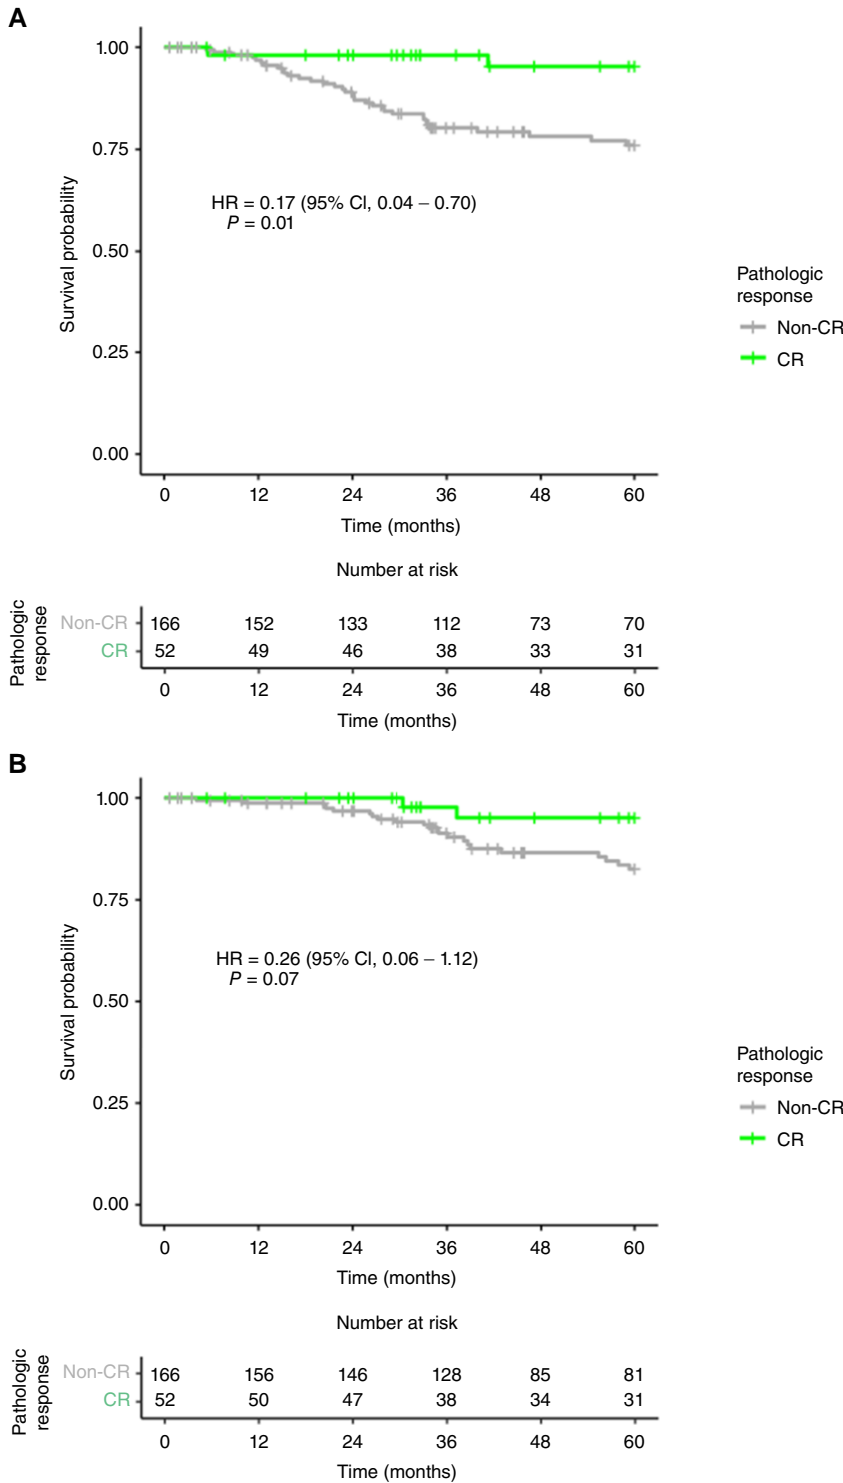 A
1.00
0.75
0.50
0.25
0.00
Survival probability
HR = 0.17 (95% CI, 0.04 – 0.70)
P = 0.01
Pathologic
response
Non-CR
CR
0 12 24 36 48 60
Time (months)
Number at risk
Pathologic
response
Non-CR 166 152 133 112 73 70
CR 52 49 46 38 33 31
0 12 24 36 48 60
Time (months)
B
1.00
0.75
0.50
0.25
0.00
Survival probability
HR = 0.26 (95% CI, 0.06 – 1.12)
P = 0.07
Pathologic
response
Non-CR
CR
0 12 24 36 48 60
Time (months)
Number at risk
Pathologic
response
Non-CR 166 156 146 128 85 81
CR 52 50 47 38 34 31
0 12 24 36 48 60
Time (months)